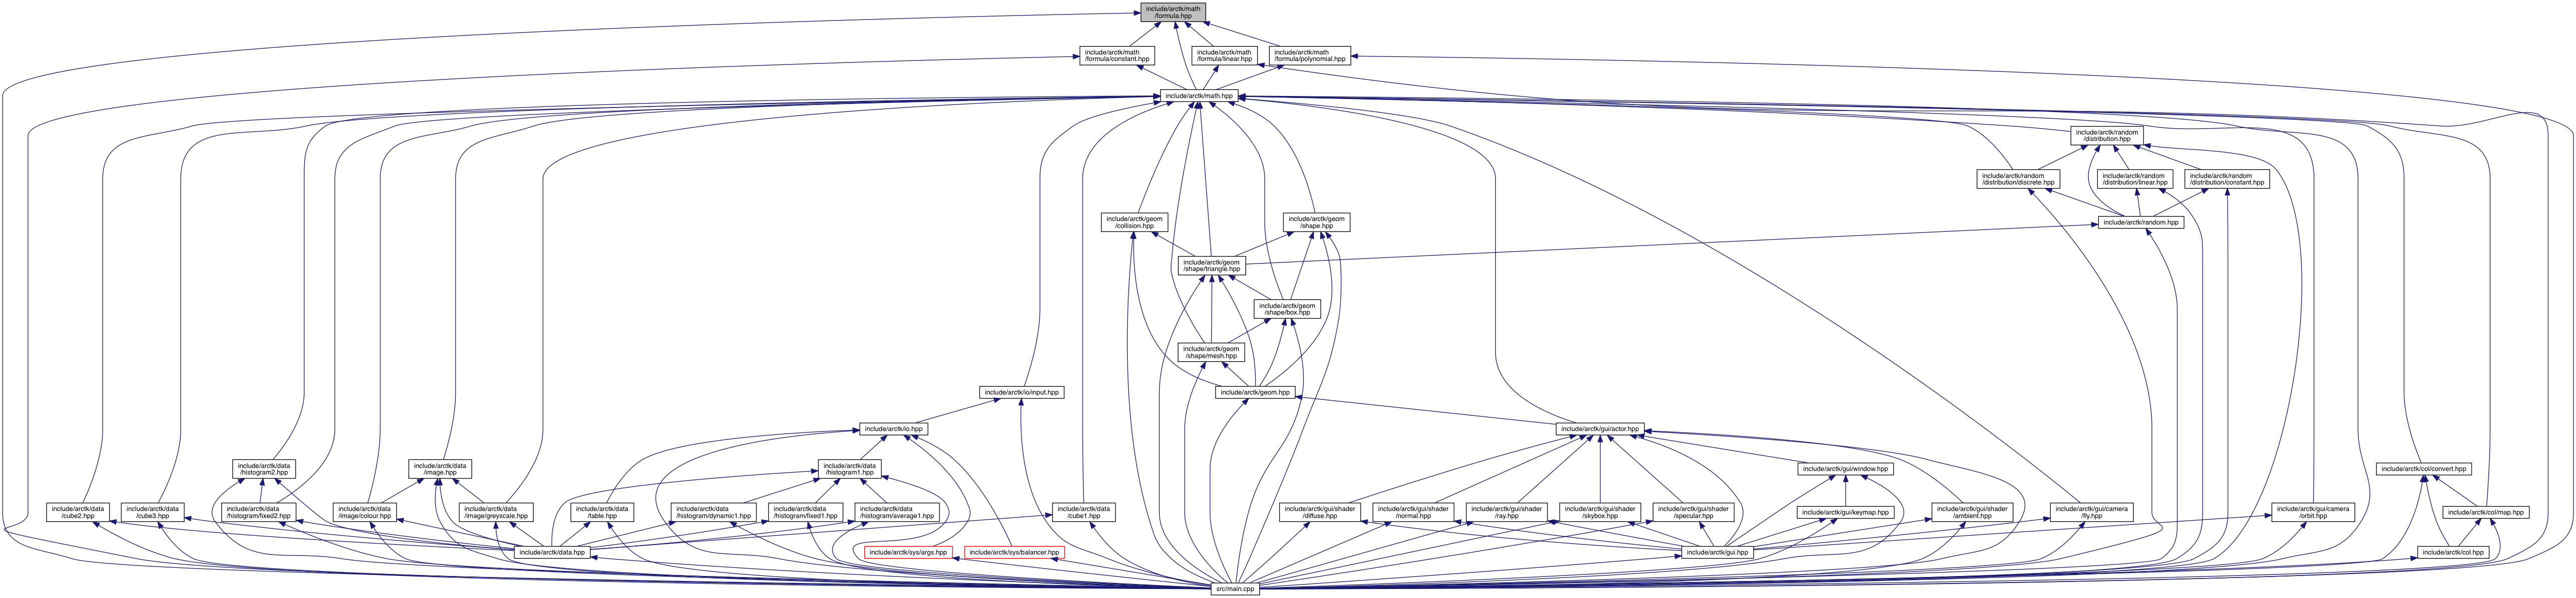 include/arctk/math
/formula.hpp
include/arctk/math
/formula/constant.hpp
include/arctk/math
/formula/linear.hpp
include/arctk/math
/formula/polynomial.hpp
include/arctk/math.hpp
include/arctk/random
/distribution.hpp
include/arctk/random
/distribution/discrete.hpp
include/arctk/random
/distribution/linear.hpp
include/arctk/random
/distribution/constant.hpp
include/arctk/geom
/collision.hpp
include/arctk/geom
/shape.hpp
include/arctk/random.hpp
include/arctk/geom
/shape/triangle.hpp
include/arctk/geom
/shape/box.hpp
include/arctk/geom
/shape/mesh.hpp
include/arctk/io/input.hpp
include/arctk/geom.hpp
include/arctk/io.hpp
include/arctk/gui/actor.hpp
include/arctk/data
/histogram2.hpp
include/arctk/data
/image.hpp
include/arctk/data
/histogram1.hpp
include/arctk/gui/window.hpp
include/arctk/col/convert.hpp
include/arctk/data
/cube2.hpp
include/arctk/data
/cube3.hpp
include/arctk/data
/histogram/fixed2.hpp
include/arctk/data
/image/colour.hpp
include/arctk/data
/image/greyscale.hpp
include/arctk/data
/table.hpp
include/arctk/data
/histogram/dynamic1.hpp
include/arctk/data
/histogram/fixed1.hpp
include/arctk/data
/histogram/average1.hpp
include/arctk/data
/cube1.hpp
include/arctk/gui/shader
/diffuse.hpp
include/arctk/gui/shader
/normal.hpp
include/arctk/gui/shader
/ray.hpp
include/arctk/gui/shader
/skybox.hpp
include/arctk/gui/shader
/specular.hpp
include/arctk/gui/keymap.hpp
include/arctk/gui/shader
/ambient.hpp
include/arctk/gui/camera
/fly.hpp
include/arctk/gui/camera
/orbit.hpp
include/arctk/col/map.hpp
include/arctk/data.hpp
include/arctk/sys/args.hpp
include/arctk/sys/balancer.hpp
include/arctk/gui.hpp
include/arctk/col.hpp
src/main.cpp